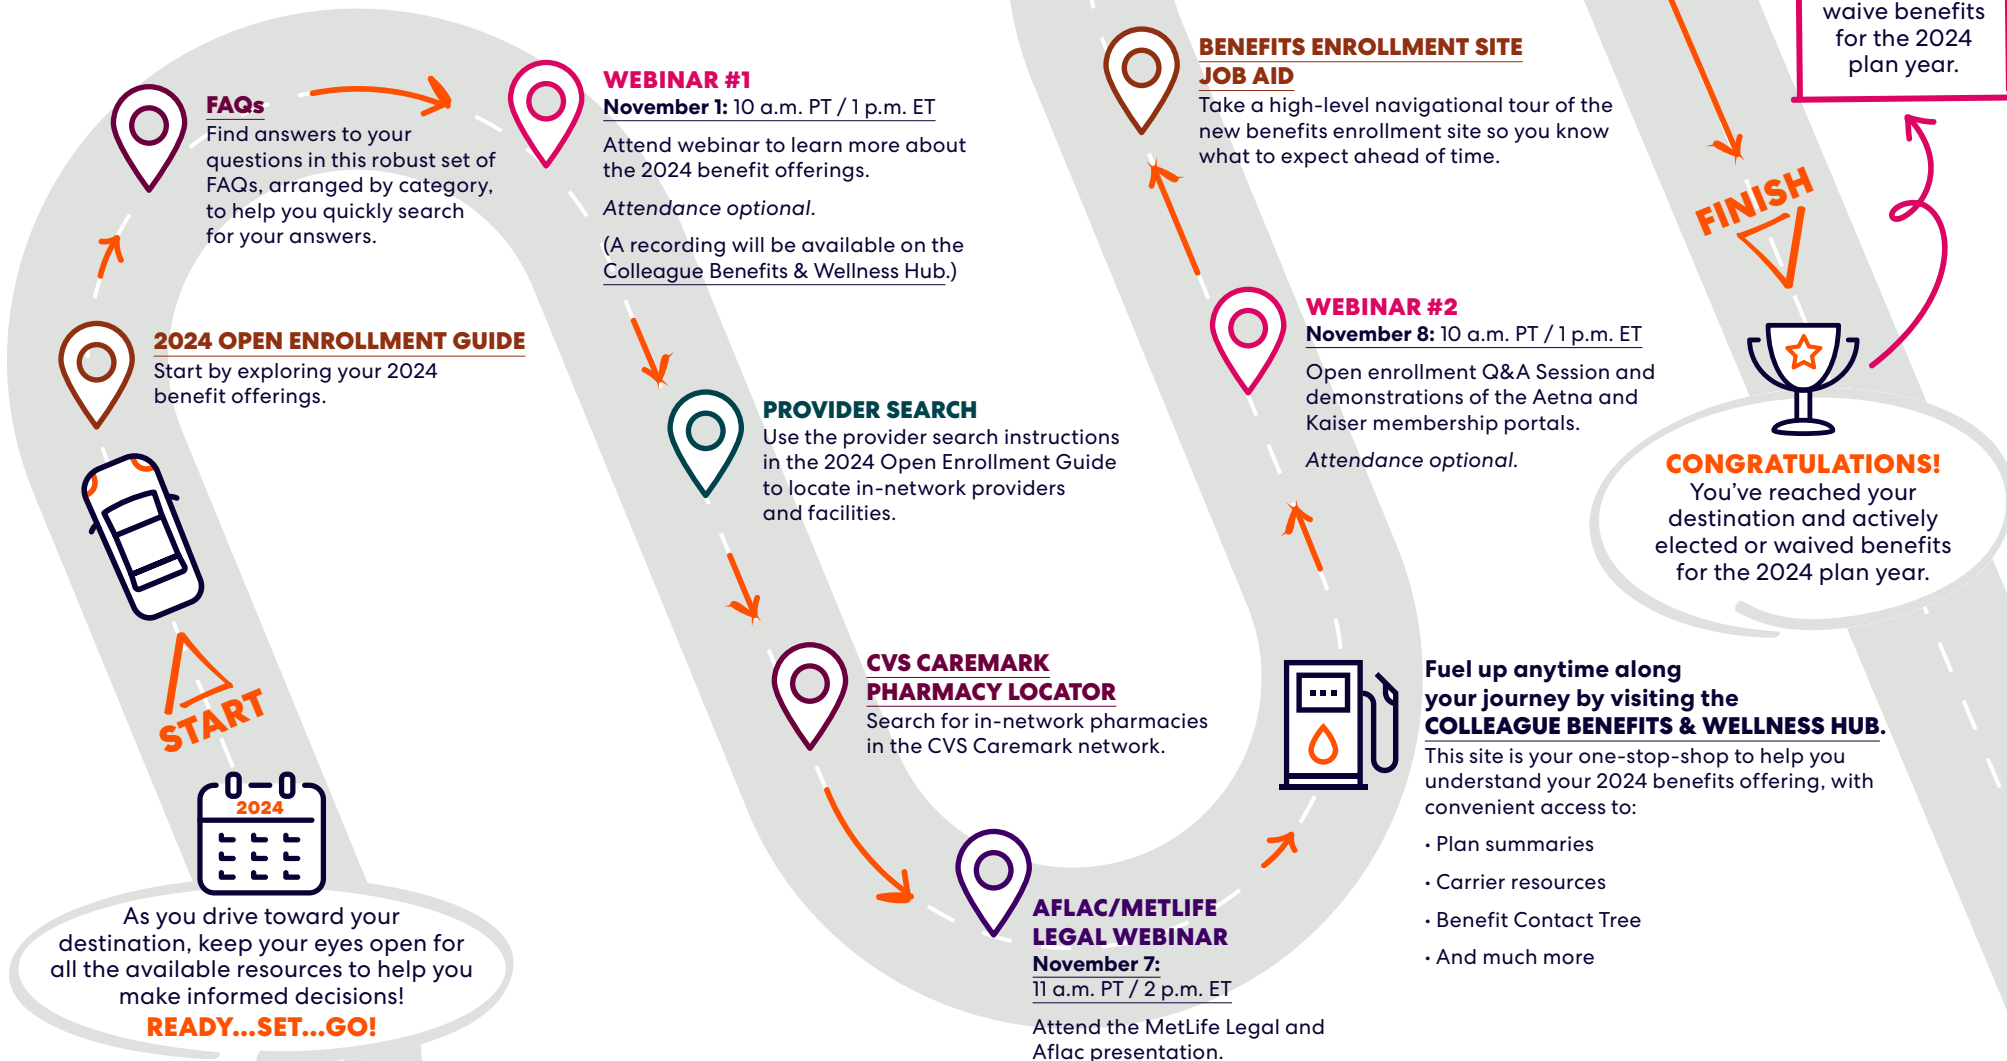 2024
As you drive toward your
destination, keep your eyes open for
all the available resources to help you
make informed decisions!
READY...SET...GO!
START
2024 OPEN ENROLLMENT GUIDE
Start by exploring your 2024
benefit offerings.
FAQs
Find answers to your
questions in this robust set of
FAQs, arranged by category,
to help you quickly search
for your answers.
WEBINAR #1
November 1: 10 a.m. PT / 1 p.m. ET
Attend webinar to learn more about
the 2024 benefit offerings.
Attendance optional.
(A recording will be available on the
Colleague Benefits & Wellness Hub.)
PROVIDER SEARCH
Use the provider search instructions
in the 2024 Open Enrollment Guide
to locate in-network providers
and facilities.
CVS CAREMARK
PHARMACY LOCATOR
Search for in-network pharmacies
in the CVS Caremark network.
AFLAC/METLIFE
LEGAL WEBINAR
November 7:
11 a.m. PT / 2 p.m. ET
Attend the MetLife Legal and
Aflac presentation.
Fuel up anytime along
your journey by visiting the
COLLEAGUE BENEFITS & WELLNESS HUB.
This site is your one-stop-shop to help you
understand your 2024 benefits offering, with
convenient access to:
• Plan summaries
• Carrier resources
• Benefit Contact Tree
• And much more
WEBINAR #2
November 8: 10 a.m. PT / 1 p.m. ET
Open enrollment Q&A Session and
demonstrations of the Aetna and
Kaiser membership portals.
Attendance optional.
BENEFITS ENROLLMENT SITE
JOB AID
Take a high-level navigational tour of the
new benefits enrollment site so you know
what to expect ahead of time.
FINISH
CONGRATULATIONS!
You've reached your
destination and actively
elected or waived benefits
for the 2024 plan year.
waive benefits
for the 2024
plan year.